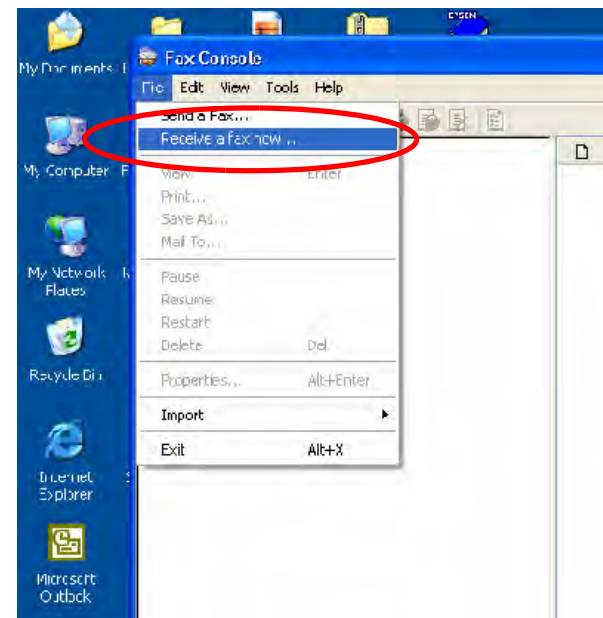 EPSON
My Documents
Fax Console
File Edit View Tools Help
Send a Fax...
Receive a fax now ...
My Computer
View Enter
Print...
Save As...
Mail To...
My Network
Places
Pause
Resume
Restart
Delete Del
Recycle Bin
Properties... Alt+Enter
Import
Exit Alt+X
Internet
Explorer
Microsoft
Outlook